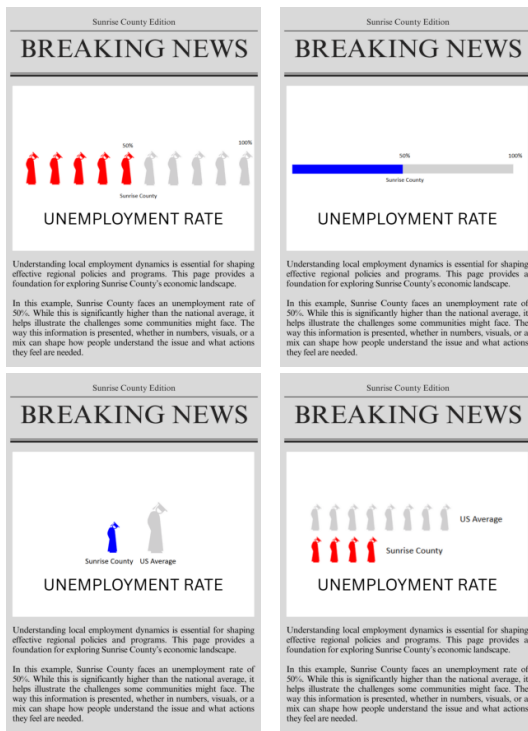 Sunrise County Edition
BREAKING NEWS
50%
100%
Sunrise County
UNEMPLOYMENT RATE
Understanding local employment dynamics is essential for shaping
effective regional policies and programs. This page provides a
foundation for exploring Sunrise County's economic landscape.
In this example, Sunrise County faces an unemployment rate of
50%. While this is significantly higher than the national average, it
helps illustrate the challenges some communities might face. The
way this information is presented, whether in numbers, visuals, or a
mix can shape how people understand the issue and what actions
they feel are needed.
Sunrise County Edition
BREAKING NEWS
50%
100%
Sunrise County
UNEMPLOYMENT RATE
Understanding local employment dynamics is essential for shaping
effective regional policies and programs. This page provides a
foundation for exploring Sunrise County's economic landscape.
In this example, Sunrise County faces an unemployment rate of
50%. While this is significantly higher than the national average, it
helps illustrate the challenges some communities might face. The
way this information is presented, whether in numbers, visuals, or a
mix can shape how people understand the issue and what actions
they feel are needed.
Sunrise County Edition
BREAKING NEWS
Sunrise County US Average
UNEMPLOYMENT RATE
Understanding local employment dynamics is essential for shaping
effective regional policies and programs. This page provides a
foundation for exploring Sunrise County's economic landscape.
In this example, Sunrise County faces an unemployment rate of
50%. While this is significantly higher than the national average, it
helps illustrate the challenges some communities might face. The
way this information is presented, whether in numbers, visuals, or a
mix can shape how people understand the issue and what actions
they feel are needed.
Sunrise County Edition
BREAKING NEWS
US Average
Sunrise County
UNEMPLOYMENT RATE
Understanding local employment dynamics is essential for shaping
effective regional policies and programs. This page provides a
foundation for exploring Sunrise County's economic landscape.
In this example, Sunrise County faces an unemployment rate of
50%. While this is significantly higher than the national average, it
helps illustrate the challenges some communities might face. The
way this information is presented, whether in numbers, visuals, or a
mix can shape how people understand the issue and what actions
they feel are needed.